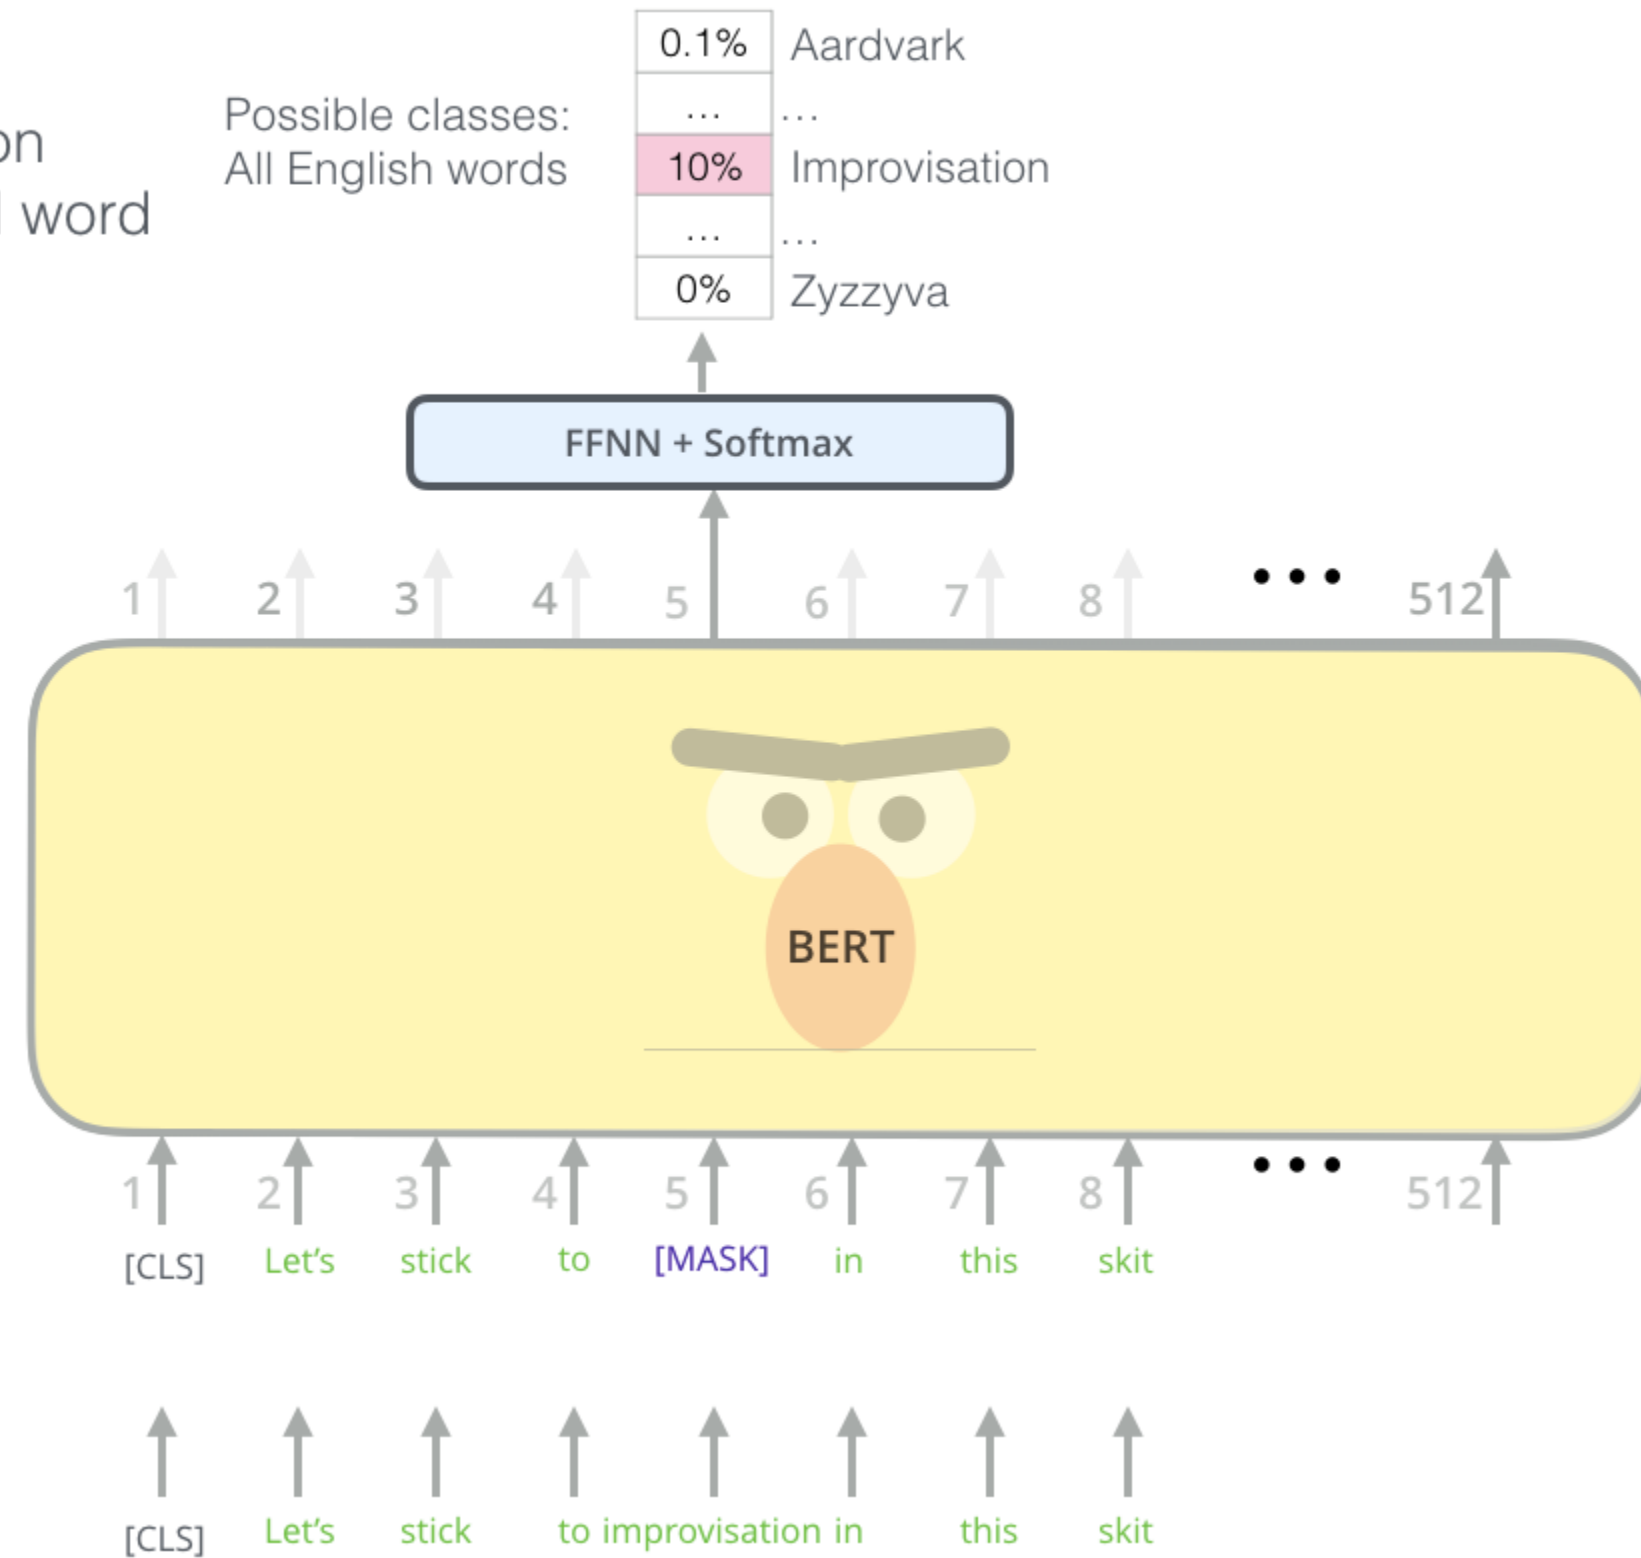 0.1% Aardvark
... ...
Possible classes:
All English words
10% Improvisation
... ...
0% Zyzzyva
on
word
FFNN + Softmax
1 2 3 4 5 6 7 8 ••• 512
BERT
1 2 3 4 5 6 7 8 ••• 512
[CLS] Let's stick to [MASK] in this skit
[CLS] Let's stick to improvisation in this skit